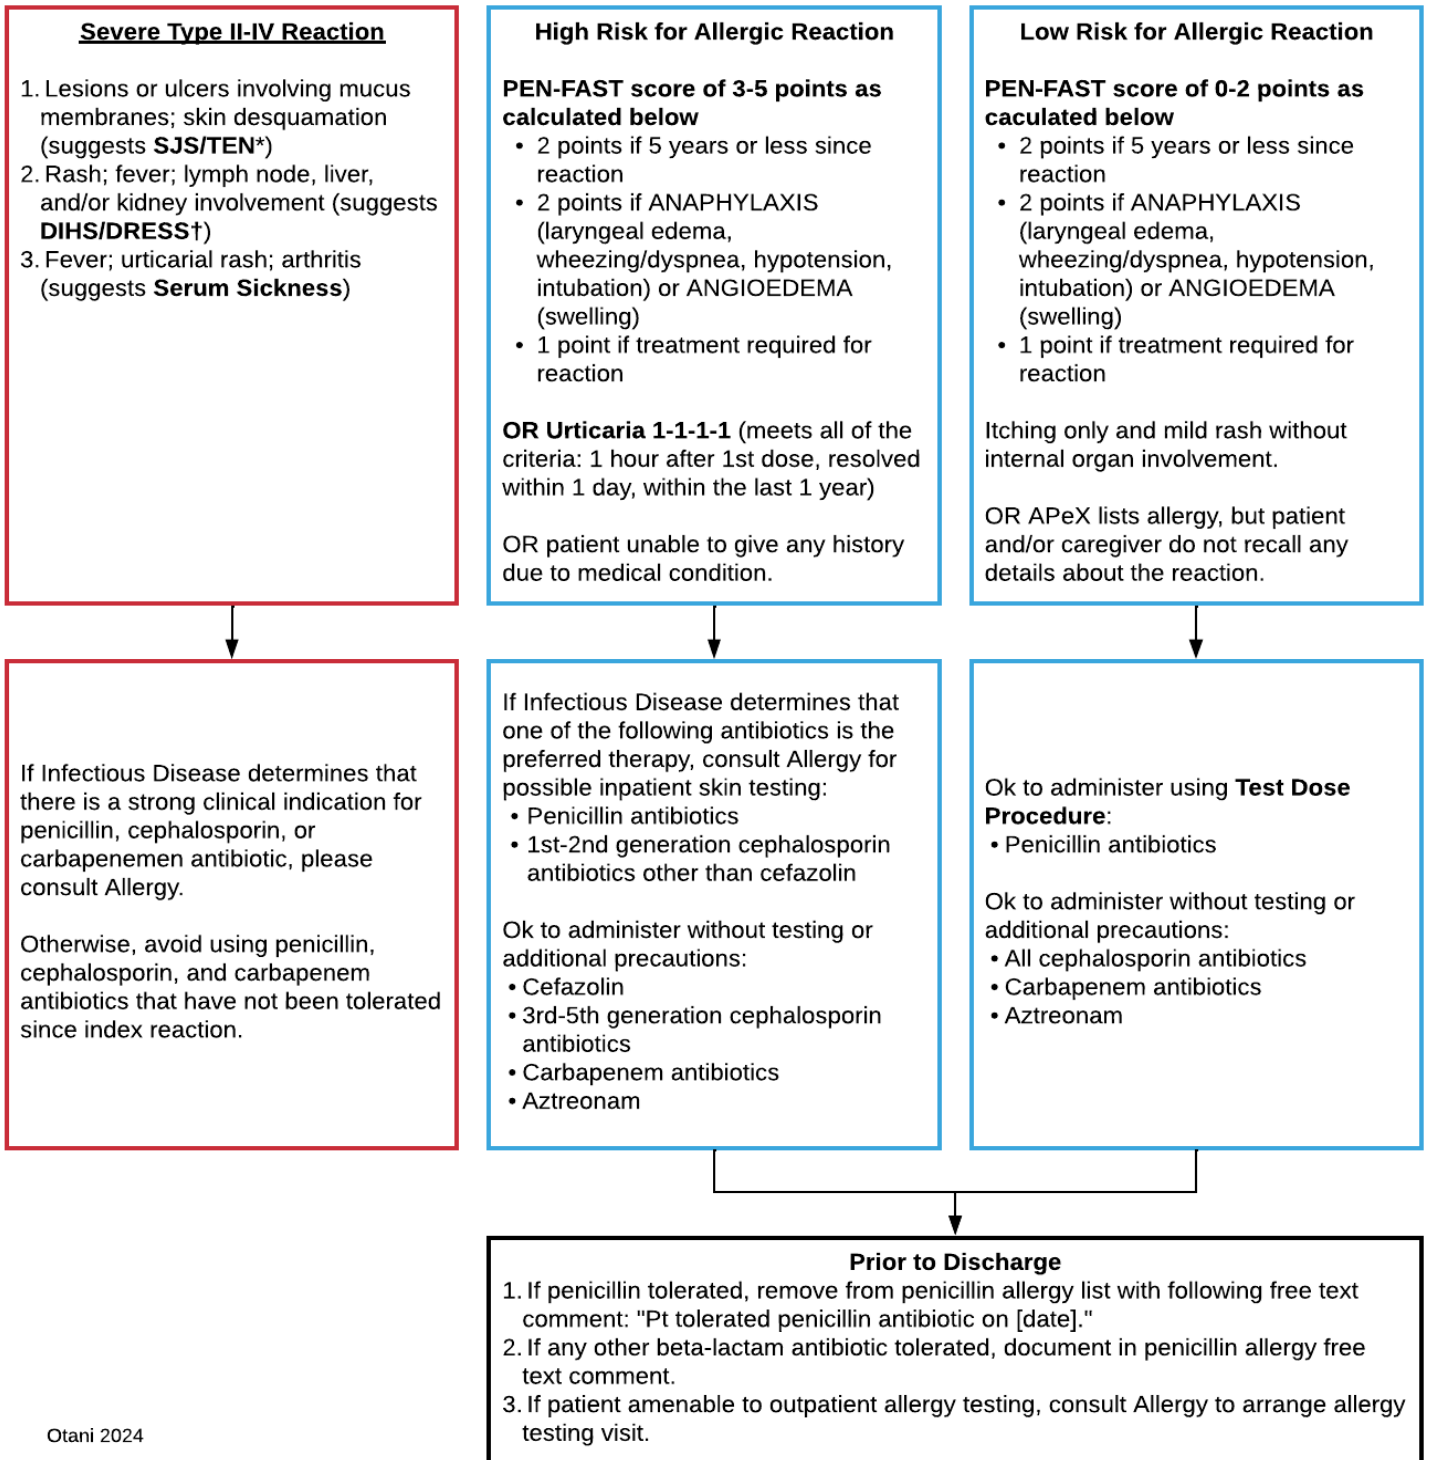 Severe Type II-IV Reaction
1. Lesions or ulcers involving mucus
membranes; skin desquamation
(suggests SJS/TEN*)
2. Rash; fever; lymph node, liver,
and/or kidney involvement (suggests
DIHS/DRESS†)
3. Fever; urticarial rash; arthritis
(suggests Serum Sickness)
High Risk for Allergic Reaction
PEN-FAST score of 3-5 points as
calculated below
• 2 points if 5 years or less since
reaction
• 2 points if ANAPHYLAXIS
(laryngeal edema,
wheezing/dyspnea, hypotension,
intubation) or ANGIOEDEMA
(swelling)
• 1 point if treatment required for
reaction
OR Urticaria 1-1-1-1 (meets all of the
criteria: 1 hour after 1st dose, resolved
within 1 day, within the last 1 year)
OR patient unable to give any history
due to medical condition.
Low Risk for Allergic Reaction
PEN-FAST score of 0-2 points as
caculated below
• 2 points if 5 years or less since
reaction
• 2 points if ANAPHYLAXIS
(laryngeal edema,
wheezing/dyspnea, hypotension,
intubation) or ANGIOEDEMA
(swelling)
• 1 point if treatment required for
reaction
Itching only and mild rash without
internal organ involvement.
OR APeX lists allergy, but patient
and/or caregiver do not recall any
details about the reaction.
If Infectious Disease determines that
there is a strong clinical indication for
penicillin, cephalosporin, or
carbapenemen antibiotic, please
consult Allergy.
Otherwise, avoid using penicillin,
cephalosporin, and carbapenem
antibiotics that have not been tolerated
since index reaction.
If Infectious Disease determines that
one of the following antibiotics is the
preferred therapy, consult Allergy for
possible inpatient skin testing:
• Penicillin antibiotics
• 1st-2nd generation cephalosporin
antibiotics other than cefazolin
Ok to administer without testing or
additional precautions:
• Cefazolin
• 3rd-5th generation cephalosporin
antibiotics
• Carbapenem antibiotics
• Aztreonam
Ok to administer using Test Dose
Procedure:
• Penicillin antibiotics
Ok to administer without testing or
additional precautions:
• All cephalosporin antibiotics
• Carbapenem antibiotics
• Aztreonam
Prior to Discharge
1. If penicillin tolerated, remove from penicillin allergy list with following free text
comment: "Pt tolerated penicillin antibiotic on [date]."
2. If any other beta-lactam antibiotic tolerated, document in penicillin allergy free
text comment.
3. If patient amenable to outpatient allergy testing, consult Allergy to arrange allergy
testing visit.
Otani 2024